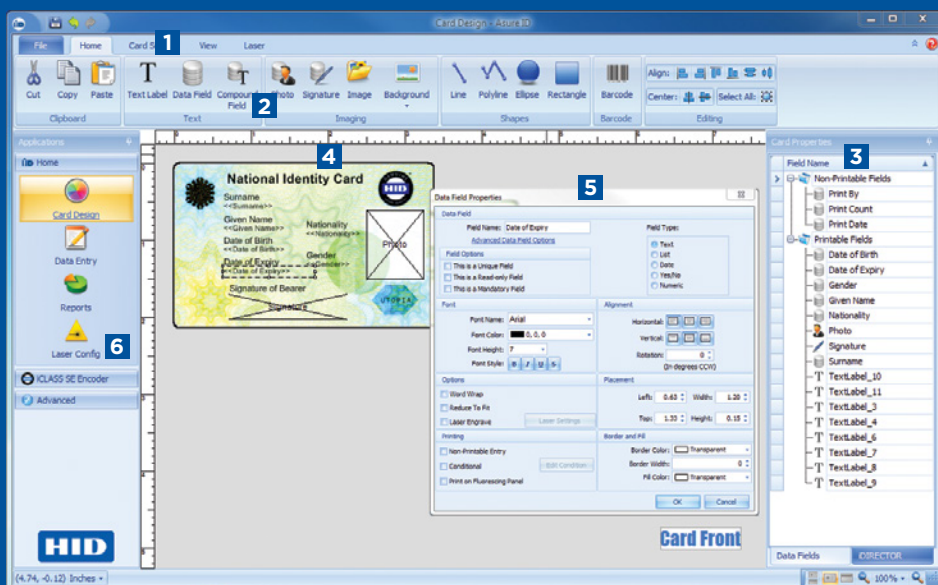 Card Design - Asure ID
File Home Card S View Laser
1
Cut Copy Paste
Clipboard
Text Label Data Field Compound Field
Text
2
Photo Signature Image Background
Imaging
Line Polyline Ellipse Rectangle
Shapes
Barcode
Barcode
Align:
Center: Select All:
Editing
Applications
Home
Card Design
Data Entry
Reports
Laser Config
6
iCLASS SE Encoder
Advanced
HID
(4.74, -0.12) Inches
4
National Identity Card
HID
Surname
<<Surname>>
Given Name
<<Given Name>>
Nationality
<<Nationality>>
Date of Birth
<<Date of Birth>>
Gender
<<Gender>>
Date of Expiry
<<Date of Expiry>>
Photo
Signature of Bearer
Signature
UTOPIA
5
Data Field Properties
Data Field
Field Name: Date of Expiry
Advanced Data Field Options
Field Options
This is a Unique Field
This is a Read-only Field
This is a Mandatory Field
Field Type:
Text
List
Date
Yes/No
Numeric
Font
Font Name: Arial
Font Color: 0, 0, 0
Font Height: 7
Font Style: B I U S
Alignment
Horizontal:
Vertical:
Rotation: 0
(in degrees CCW)
Options
Word Wrap
Reduce To Fit
Laser Engrave Laser Settings
Placement
Left: 0.63 Width: 1.20
Top: 1.33 Height: 0.15
Printing
Non-Printable Entry
Conditional Edit Condition
Print on Fluorescing Panel
Border and Fill
Border Color: Transparent
Border Width: 0
Fill Color: Transparent
OK Cancel
Card Front
Card Properties
Field Name
3
Non-Printable Fields
Print By
Print Count
Print Date
Printable Fields
Date of Birth
Date of Expiry
Gender
Given Name
Nationality
Photo
Signature
Surname
TextLabel_10
TextLabel_11
TextLabel_3
TextLabel_4
TextLabel_6
TextLabel_7
TextLabel_8
TextLabel_9
Data Fields iDIRECTOR
100%